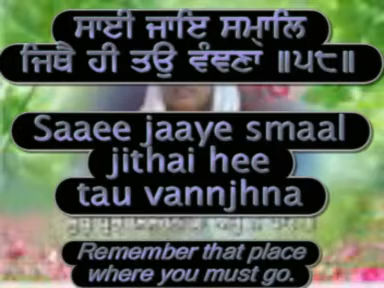 ਸਾਈ ਜਾਇ ਸਮ੍ਹਾਲਿ
ਜਿਥੈ ਹੀ ਤਉ ਵੰਞਣਾ ॥੫੮॥
Saaee jaaye smaal
jithai hee
tau vannjhna
Remember that place
where you must go.